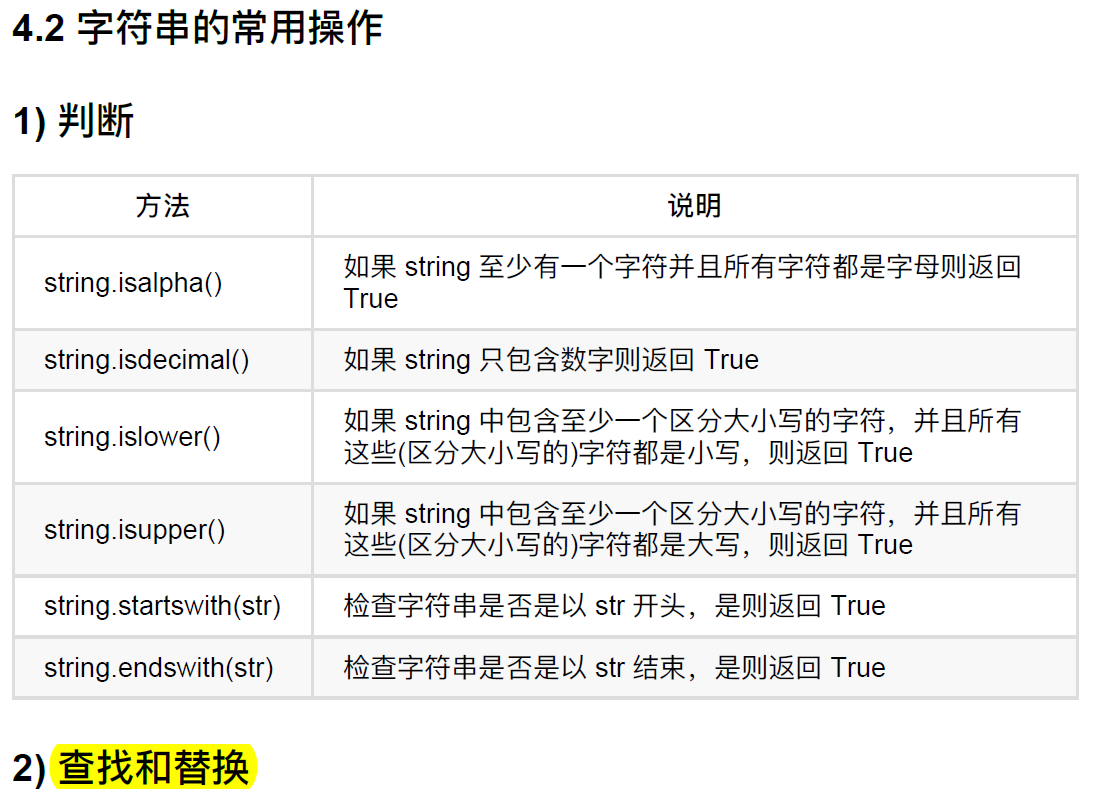 4.2 字符串的常用操作
1) 判断
方法 说明
string.isalpha() 如果 string 至少有一个字符并且所有字符都是字母则返回
True
string.isdecimal() 如果 string 只包含数字则返回 True
string.islower() 如果 string 中包含至少一个区分大小写的字符，并且所有
这些(区分大小写的)字符都是小写，则返回 True
string.isupper() 如果 string 中包含至少一个区分大小写的字符，并且所有
这些(区分大小写的)字符都是大写，则返回 True
string.startswith(str) 检查字符串是否是以 str 开头，是则返回 True
string.endswith(str) 检查字符串是否是以 str 结束，是则返回 True
2) 查找和替换